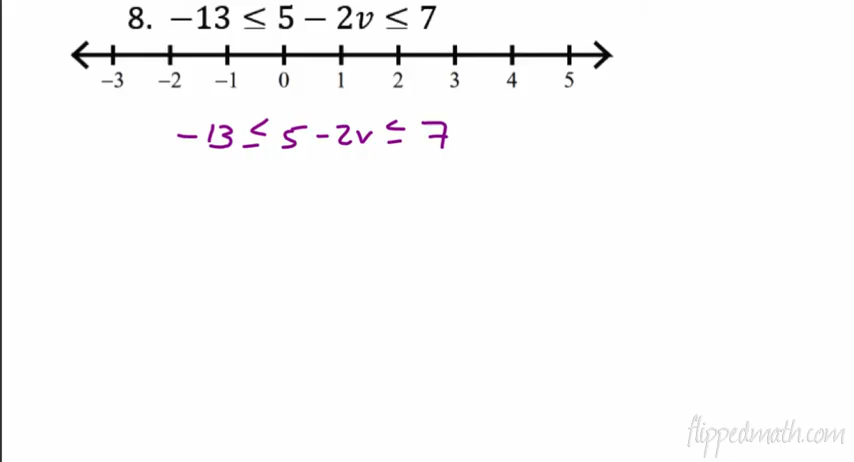 8. −13 ≤ 5 − 2v ≤ 7
−3 −2 −1 0 1 2 3 4 5
−13 ≤ 5 − 2v ≤ 7
flippedmath.com